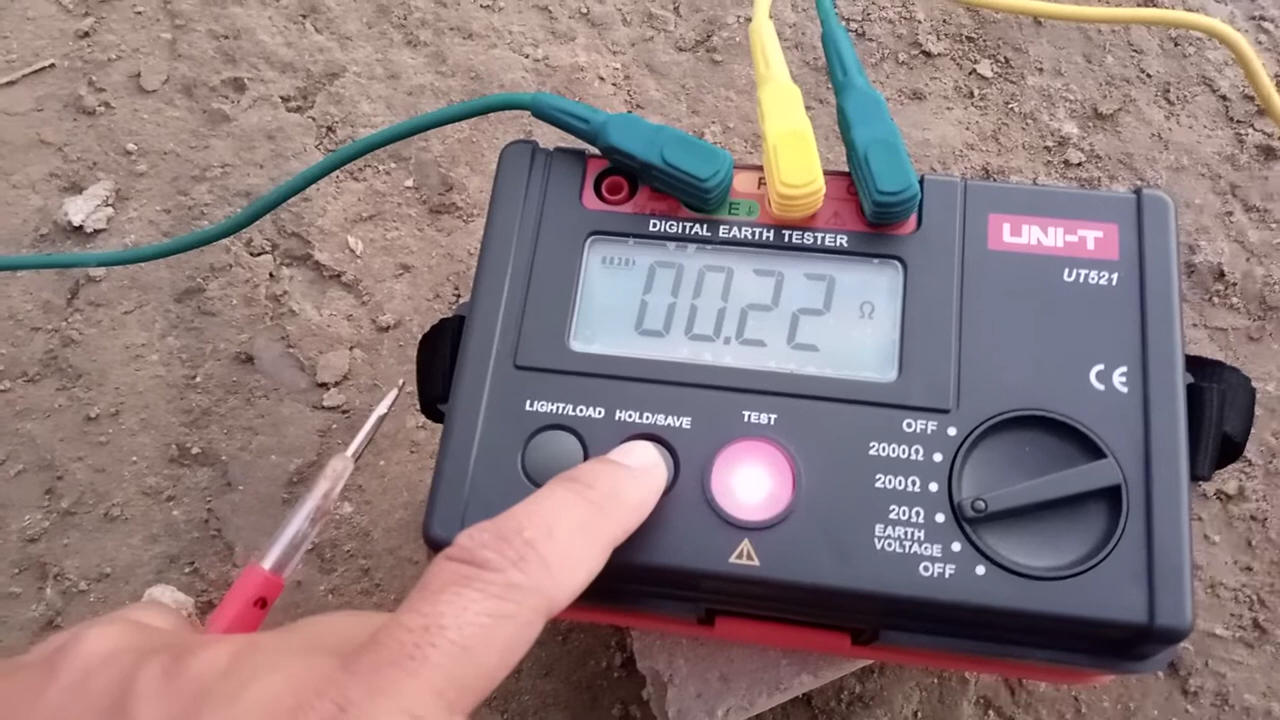 P
E
DIGITAL EARTH TESTER
UNI-T
UT521
00.22 Ω
LIGHT/LOAD HOLD/SAVE TEST
OFF
2000Ω
200Ω
20Ω
EARTH
VOLTAGE
OFF
CE